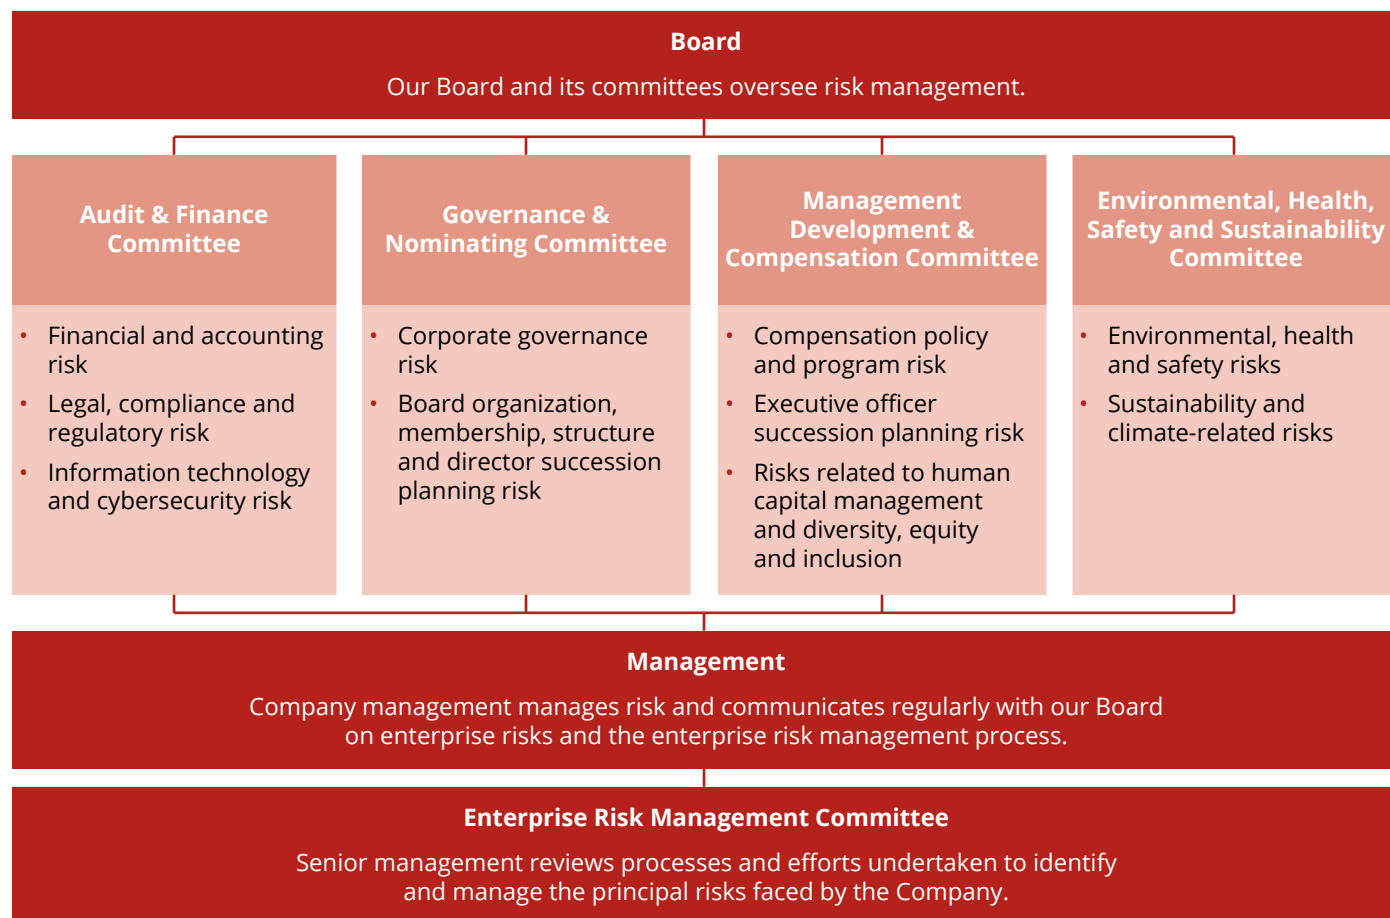 Board
Our Board and its committees oversee risk management.
Audit & Finance
Committee
• Financial and accounting
risk
• Legal, compliance and
regulatory risk
• Information technology
and cybersecurity risk
Governance &
Nominating Committee
• Corporate governance
risk
• Board organization,
membership, structure
and director succession
planning risk
Management
Development &
Compensation Committee
• Compensation policy
and program risk
• Executive officer
succession planning risk
• Risks related to human
capital management
and diversity, equity
and inclusion
Environmental, Health,
Safety and Sustainability
Committee
• Environmental, health
and safety risks
• Sustainability and
climate-related risks
Management
Company management manages risk and communicates regularly with our Board
on enterprise risks and the enterprise risk management process.
Enterprise Risk Management Committee
Senior management reviews processes and efforts undertaken to identify
and manage the principal risks faced by the Company.